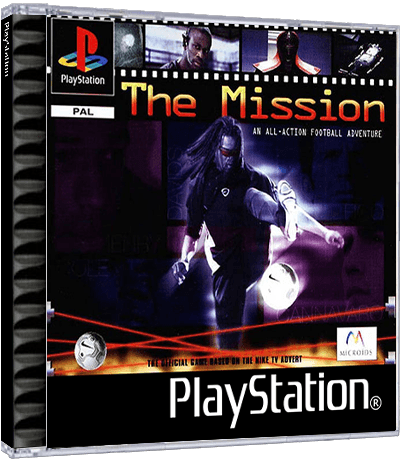 PlayStation
PlayStation
PAL
The Mission
AN ALL-ACTION FOOTBALL ADVENTURE
THE OFFICIAL GAME BASED ON THE NIKE TV ADVERT
MICROIDS
PlayStation®